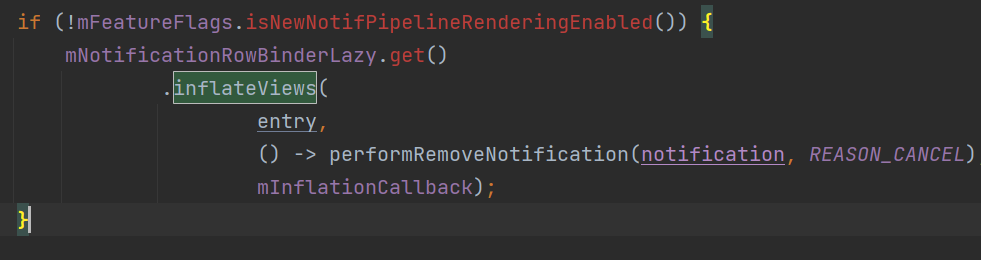 if (!mFeatureFlags.isNewNotifPipelineRenderingEnabled()) {
mNotificationRowBinderLazy.get()
.inflateViews(
entry,
() -> performRemoveNotification(notification, REASON_CANCEL)
mInflationCallback);
}